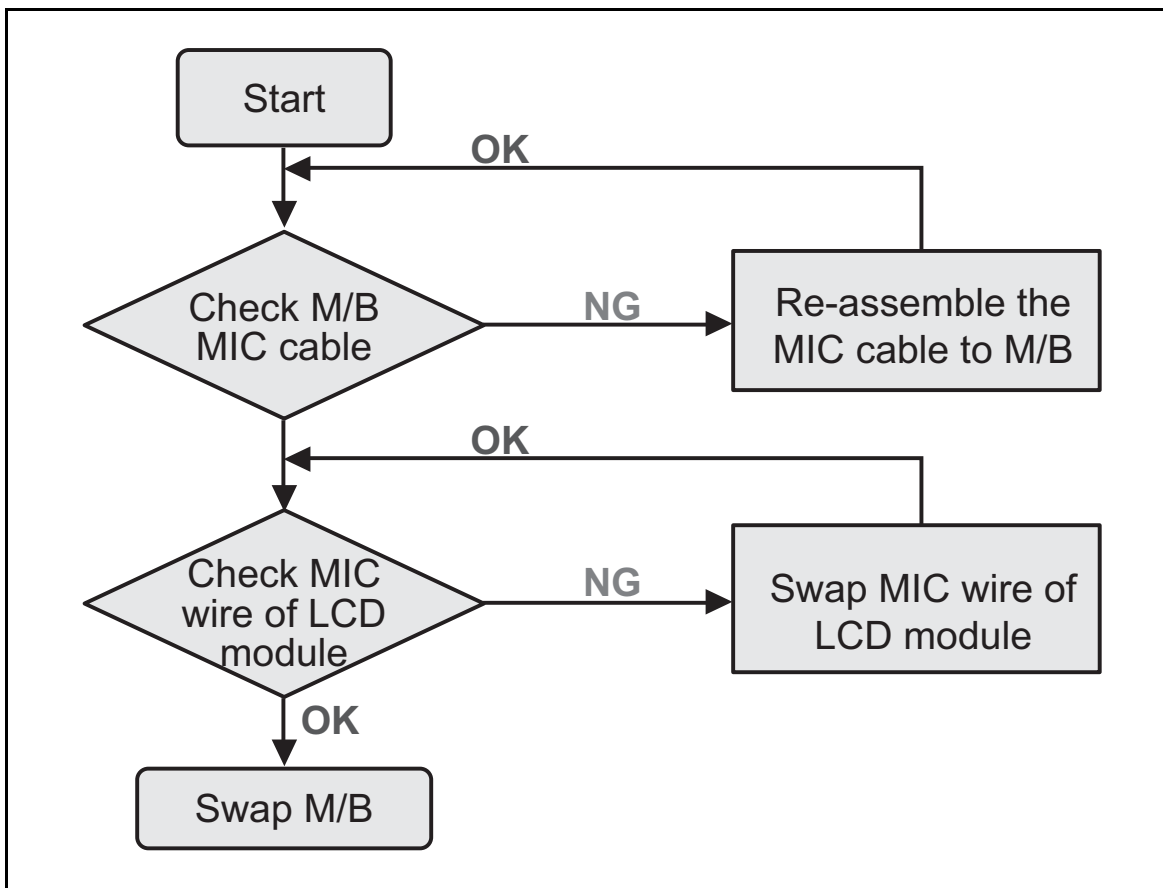 Start
OK
Check M/B
MIC cable
NG
Re-assemble the
MIC cable to M/B
OK
Check MIC
wire of LCD
module
NG
Swap MIC wire of
LCD module
OK
Swap M/B